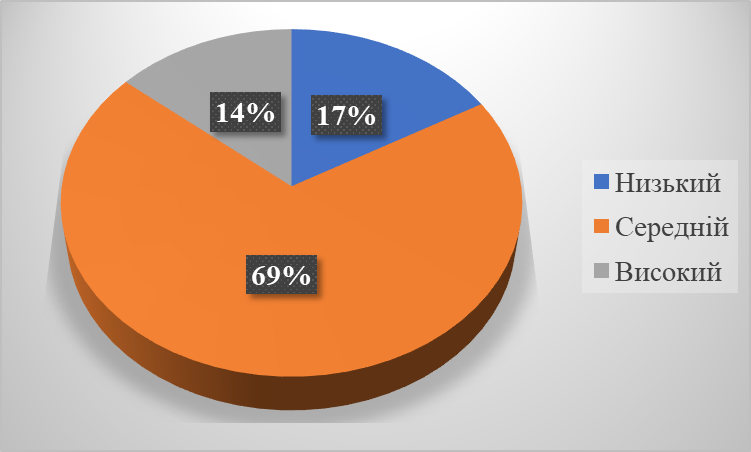 14%
17%
69%
Низький
Середній
Високий